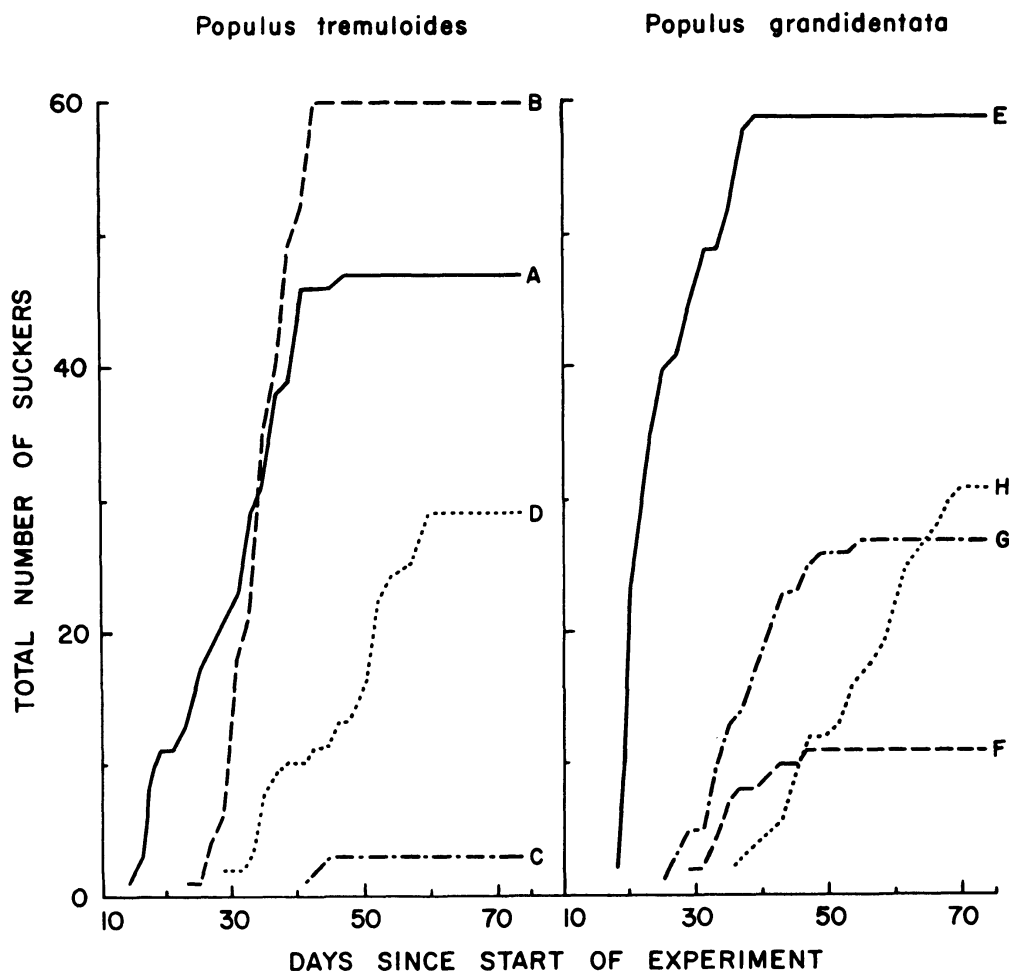 Populus tremuloides
Populus grandidentata
TOTAL NUMBER OF SUCKERS
60
40
20
0
B
A
D
C
E
H
G
F
10 30 50 70
10 30 50 70
DAYS SINCE START OF EXPERIMENT